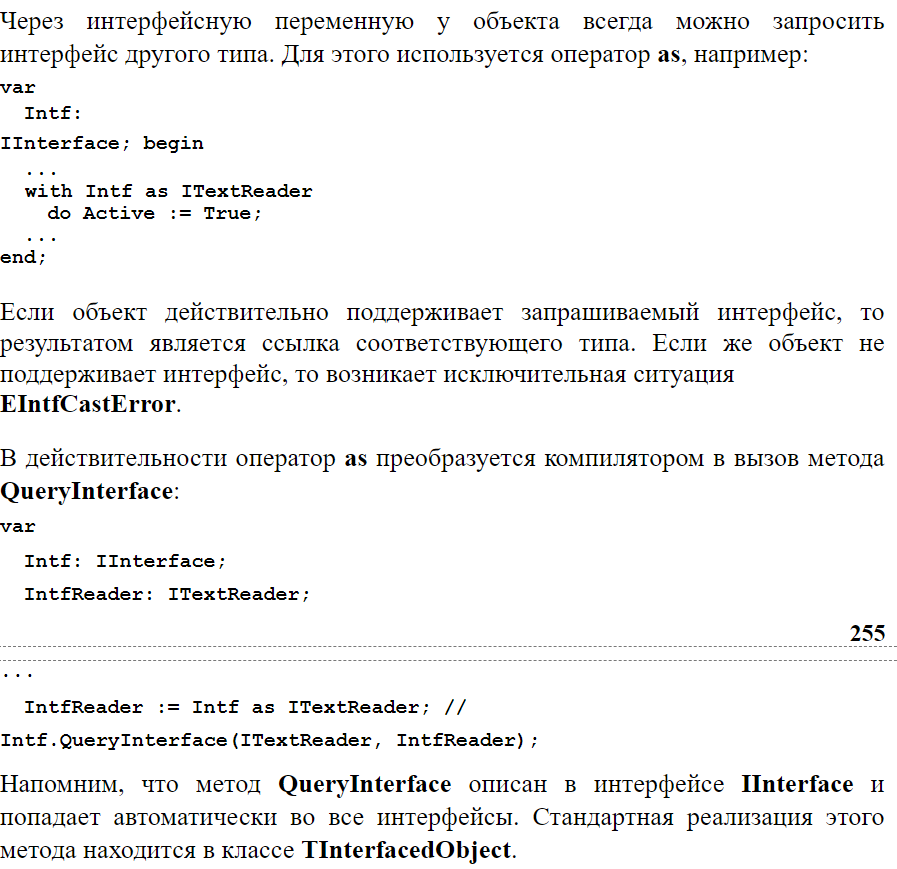 Через интерфейсную переменную у объекта всегда можно запросить
интерфейс другого типа. Для этого используется оператор as, например:
var
  Intf:
IInterface; begin
  ...
  with Intf as ITextReader
    do Active := True;
  ...
end;
Если объект действительно поддерживает запрашиваемый интерфейс, то
результатом является ссылка соответствующего типа. Если же объект не
поддерживает интерфейс, то возникает исключительная ситуация
EIntfCastError.
В действительности оператор as преобразуется компилятором в вызов метода
QueryInterface:
var
  Intf: IInterface;
  IntfReader: ITextReader;
255
...
  IntfReader := Intf as ITextReader; //
Intf.QueryInterface(ITextReader, IntfReader);
Напомним, что метод QueryInterface описан в интерфейсе IInterface и
попадает автоматически во все интерфейсы. Стандартная реализация этого
метода находится в классе TInterfacedObject.